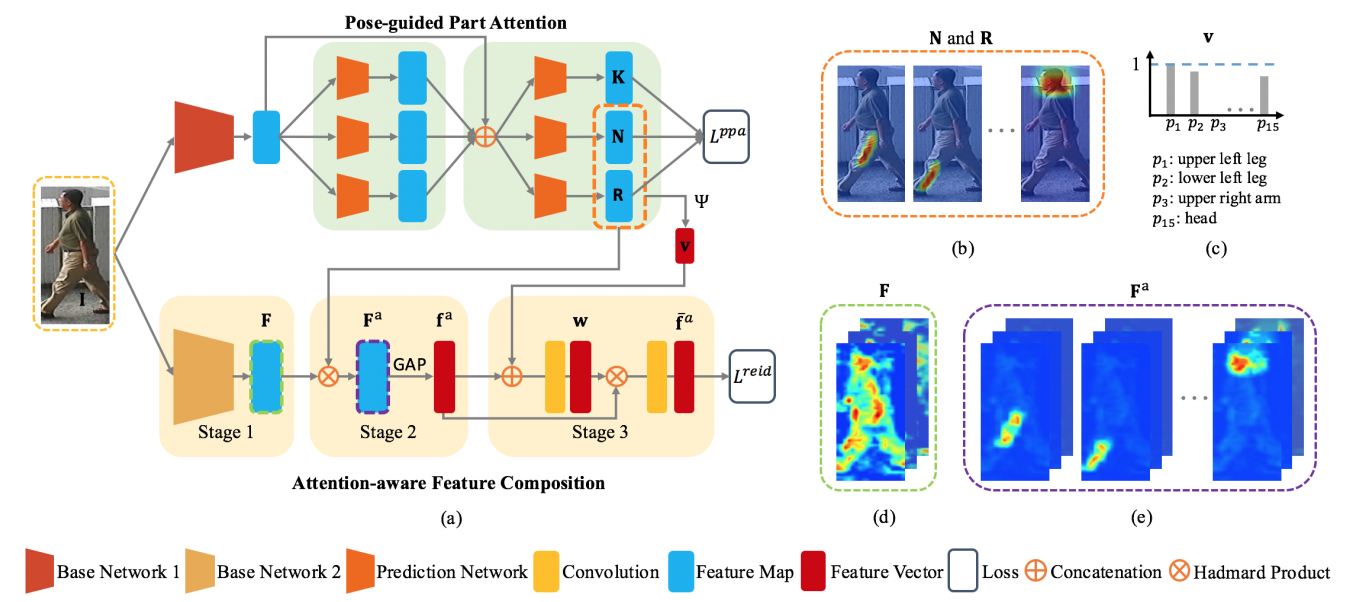 Pose-guided Part Attention
K
N
R
L^{ppa}
Ψ
v
I
F
F^a
f^a
w
f̄^a
GAP
L^{reid}
Stage 1
Stage 2
Stage 3
Attention-aware Feature Composition
(a)
N and R
...
(b)
v
1
...
p_1 p_2 p_3 p_{15}
p_1: upper left leg
p_2: lower left leg
p_3: upper right arm
p_{15}: head
(c)
F
(d)
F^a
...
(e)
Base Network 1 Base Network 2 Prediction Network Convolution Feature Map Feature Vector Loss Concatenation Hadmard Product